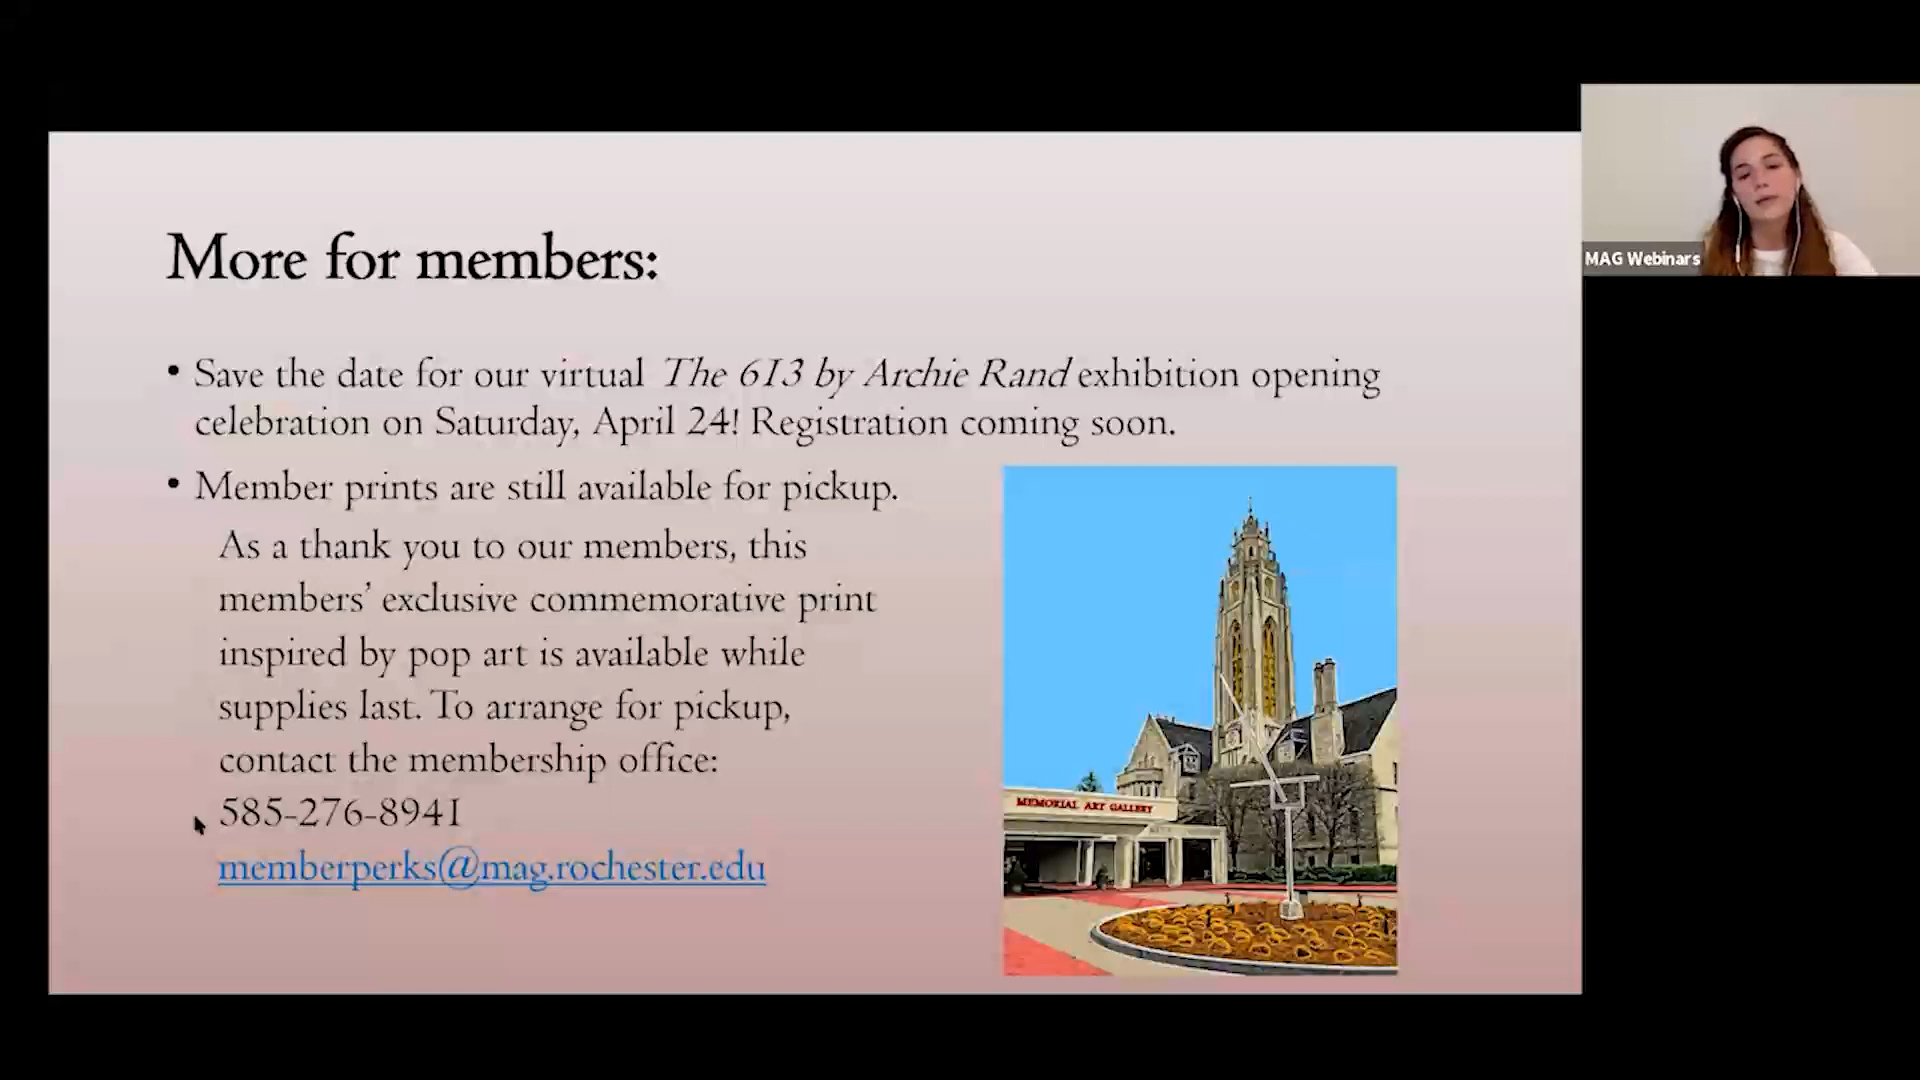 More for members:
• Save the date for our virtual The 613 by Archie Rand exhibition opening
celebration on Saturday, April 24! Registration coming soon.
• Member prints are still available for pickup.
As a thank you to our members, this
members’ exclusive commemorative print
inspired by pop art is available while
supplies last. To arrange for pickup,
contact the membership office:
585-276-8941
memberperks@mag.rochester.edu
MEMORIAL ART GALLERY
MAG Webinars